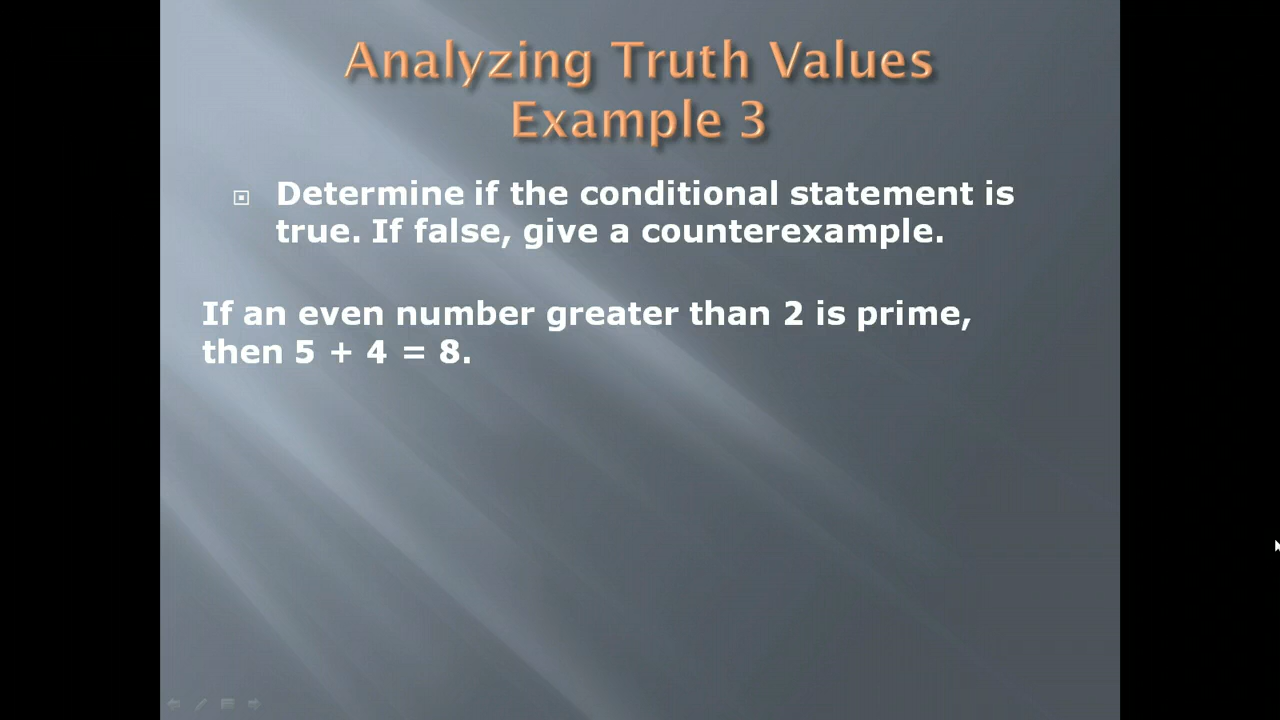 Analyzing Truth Values
Example 3
Determine if the conditional statement is
true. If false, give a counterexample.
If an even number greater than 2 is prime,
then 5 + 4 = 8.